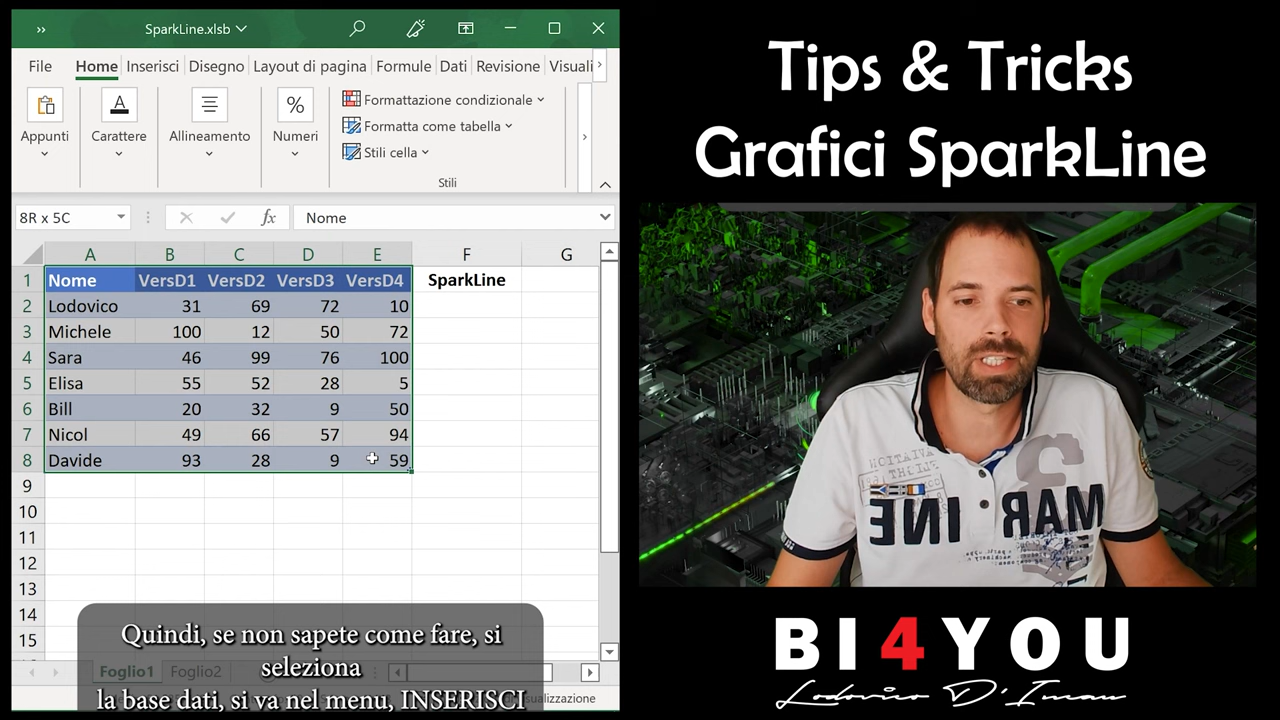 SparkLine.xlsb
File Home Inserisci Disegno Layout di pagina Formule Dati Revisione Visuali
Appunti
Carattere
Allineamento
%
Numeri
Formattazione condizionale
Formatta come tabella
Stili cella
Stili
8R x 5C fx Nome
A B C D E F G
1 Nome VersD1 VersD2 VersD3 VersD4 SparkLine
2 Lodovico 31 69 72 10
3 Michele 100 12 50 72
4 Sara 46 99 76 100
5 Elisa 55 52 28 5
6 Bill 20 32 9 50
7 Nicol 49 66 57 94
8 Davide 93 28 9 59
9
10
11
12
13
14
15
Foglio1 Foglio2
Quindi, se non sapete come fare, si
seleziona
la base dati, si va nel menu, INSERISCI
Tips & Tricks
Grafici SparkLine
MARINE
BI4YOU